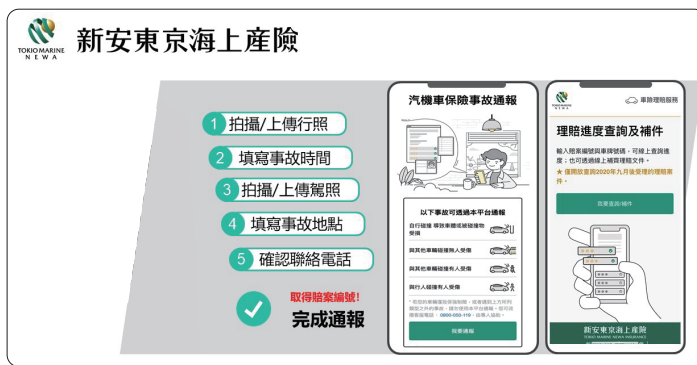 TOKIO MARINE
NEWA
新安東京海上産險
1 拍攝/上傳行照
2 填寫事故時間
3 拍攝/上傳駕照
4 填寫事故地點
5 確認聯絡電話
取得賠案編號!
完成通報
汽機車保險事故通報
以下事故可透過本平台通報
自行碰撞 導致車體或被碰撞物
受損
與其他車輛碰撞無人受傷
與其他車輛碰撞有人受傷
與行人碰撞有人受傷
0800-050-119
我要通報
車險理賠服務
理賠進度查詢及補件
輸入賠案編號與車牌號碼，可線上查詢進
度；也可透過線上補頁理賠文件。
★ 僅開放查詢2020年九月後受理的理賠案
件。
我要查詢/補件
新安東京海上産險
TOKIO MARINE NEWA INSURANCE